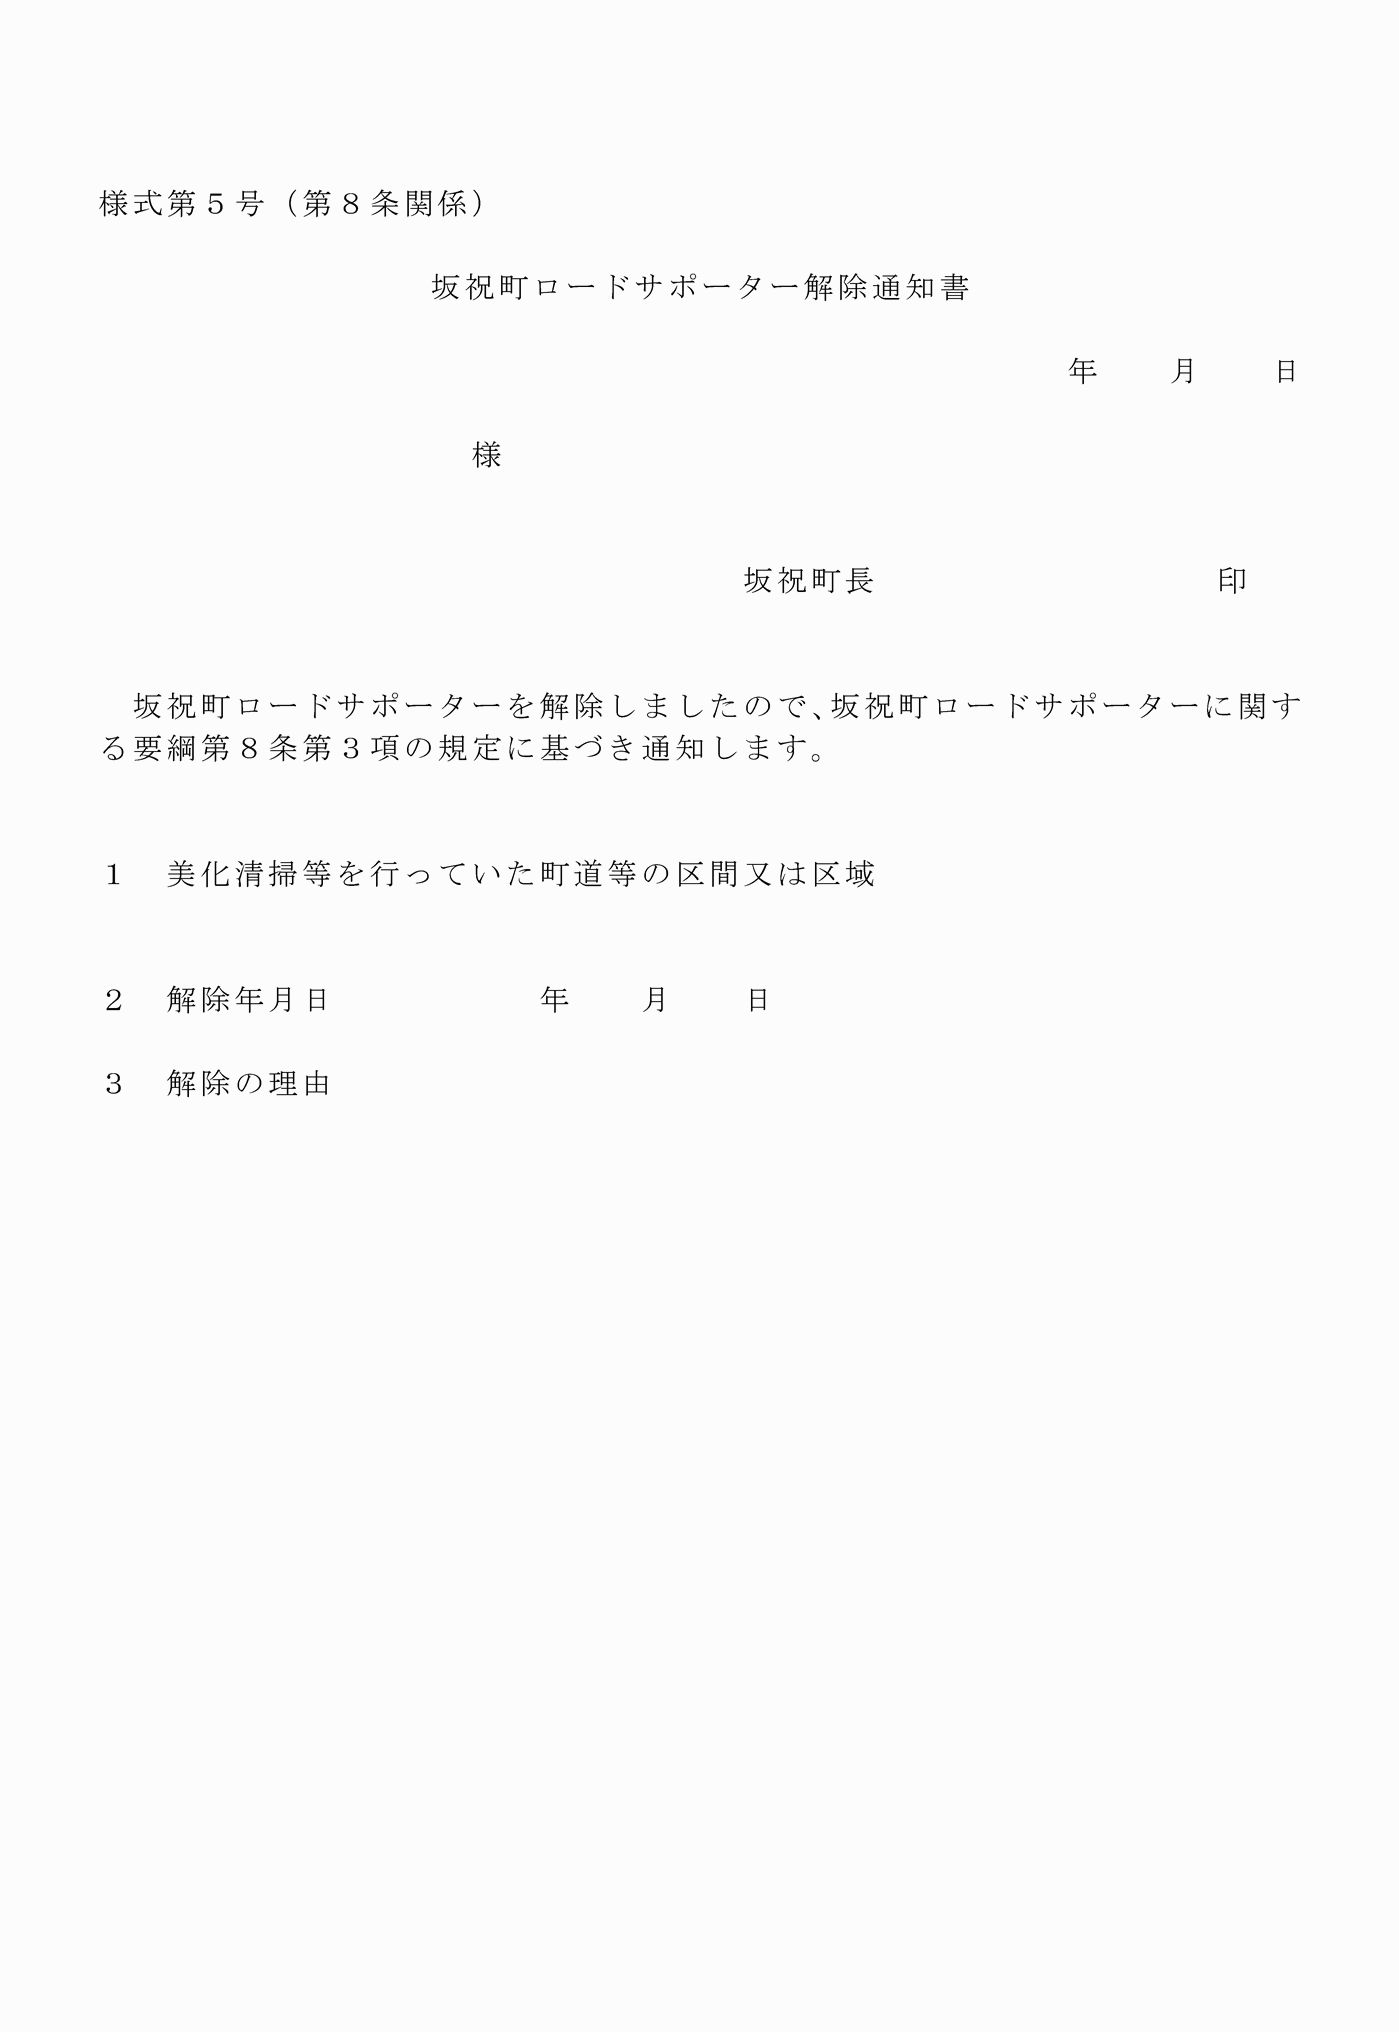 様式第５号（第８条関係）
坂祝町ロードサポーター解除通知書
年　　月　　日
様
坂祝町長　　　　　　　　　　印
坂祝町ロードサポーターを解除しましたので、坂祝町ロードサポーターに関す
る要綱第８条第３項の規定に基づき通知します。
１　美化清掃等を行っていた町道等の区間又は区域
２　解除年月日　　　　　　年　　月　　日
３　解除の理由